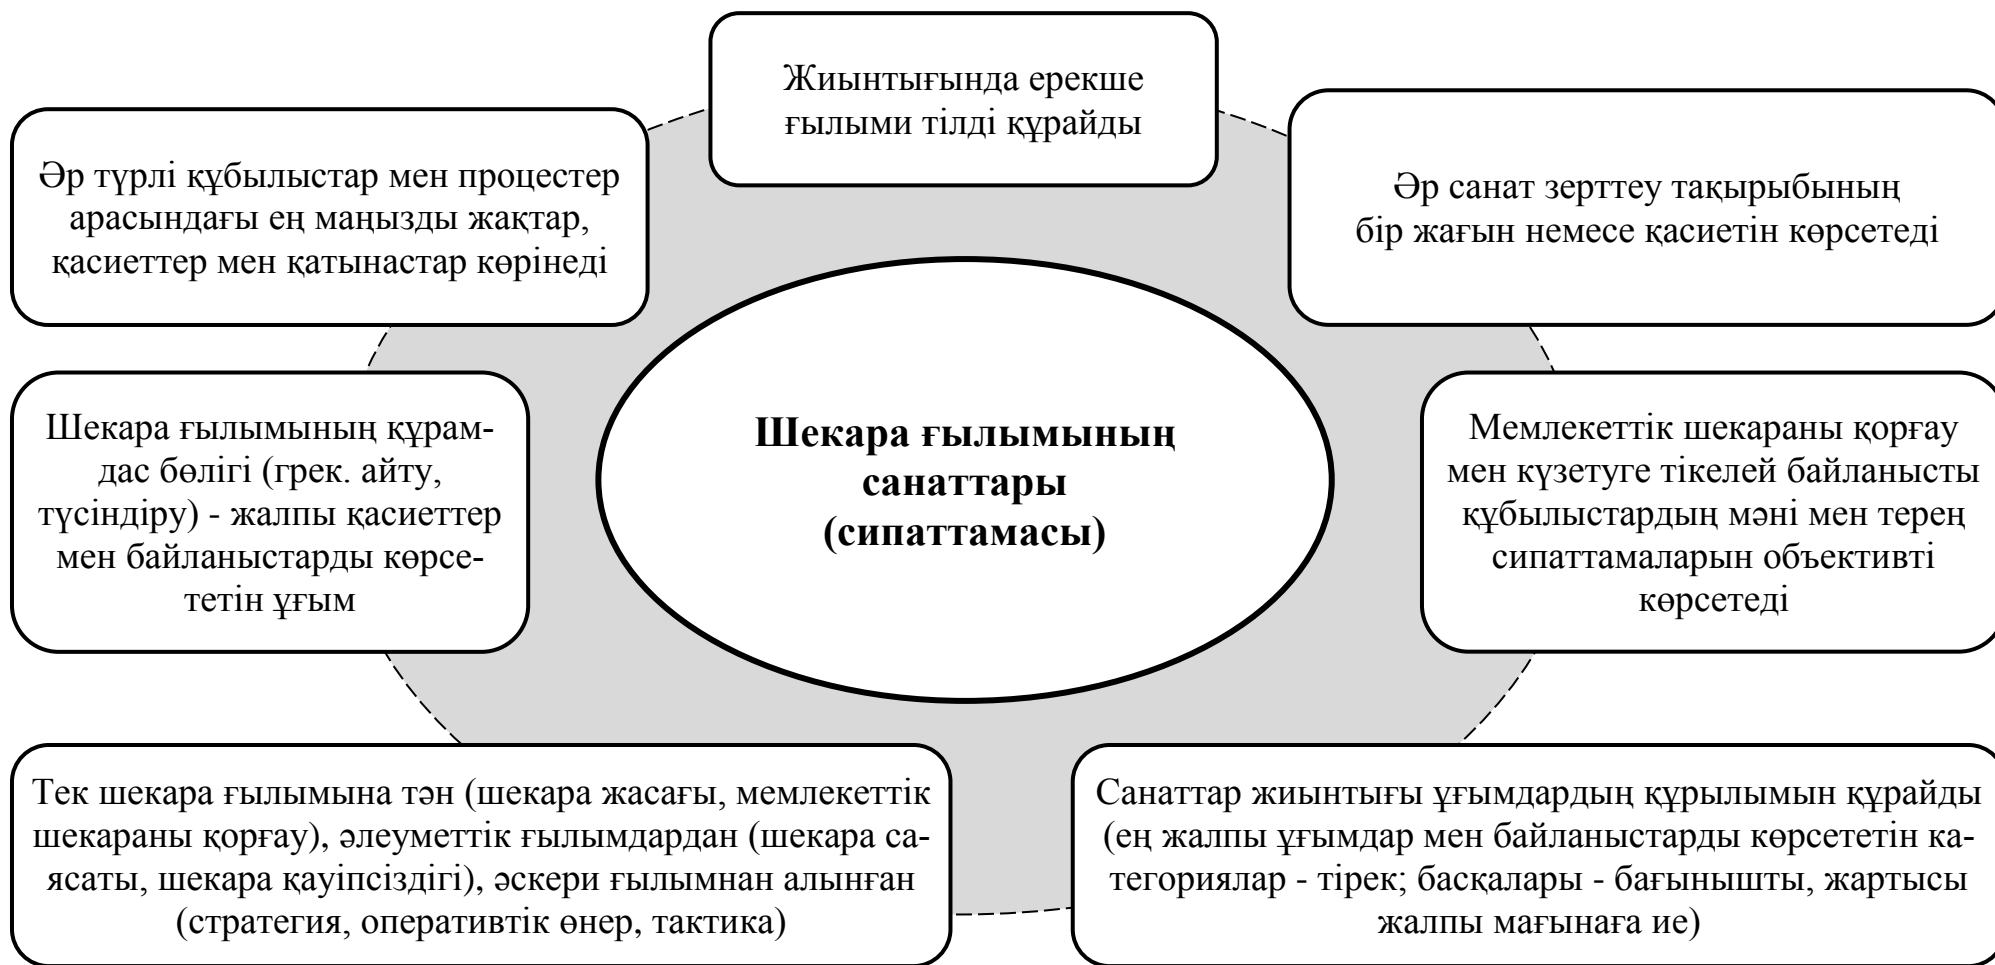 Жиынтығында ерекше
ғылыми тілді құрайды
Әр түрлі құбылыстар мен процестер
арасындағы ең маңызды жақтар,
қасиеттер мен қатынастар көрінеді
Әр санат зерттеу тақырыбының
бір жағын немесе қасиетін көрсетеді
Шекара ғылымының
санаттары
(сипаттамасы)
Шекара ғылымының құрам-
дас бөлігі (грек. айту,
түсіндіру) - жалпы қасиеттер
мен байланыстарды көрсе-
тетін ұғым
Мемлекеттік шекараны қорғау
мен күзетуге тікелей байланысты
құбылыстардың мәні мен терең
сипаттамаларын объективті
көрсетеді
Тек шекара ғылымына тән (шекара жасағы, мемлекеттік
шекараны қорғау), әлеуметтік ғылымдардан (шекара са-
ясаты, шекара қауіпсіздігі), әскери ғылымнан алынған
(стратегия, оперативтік өнер, тактика)
Санаттар жиынтығы ұғымдардың құрылымын құрайды
(ең жалпы ұғымдар мен байланыстарды көрсететін ка-
тегориялар - тірек; басқалары - бағынышты, жартысы
жалпы мағынаға ие)